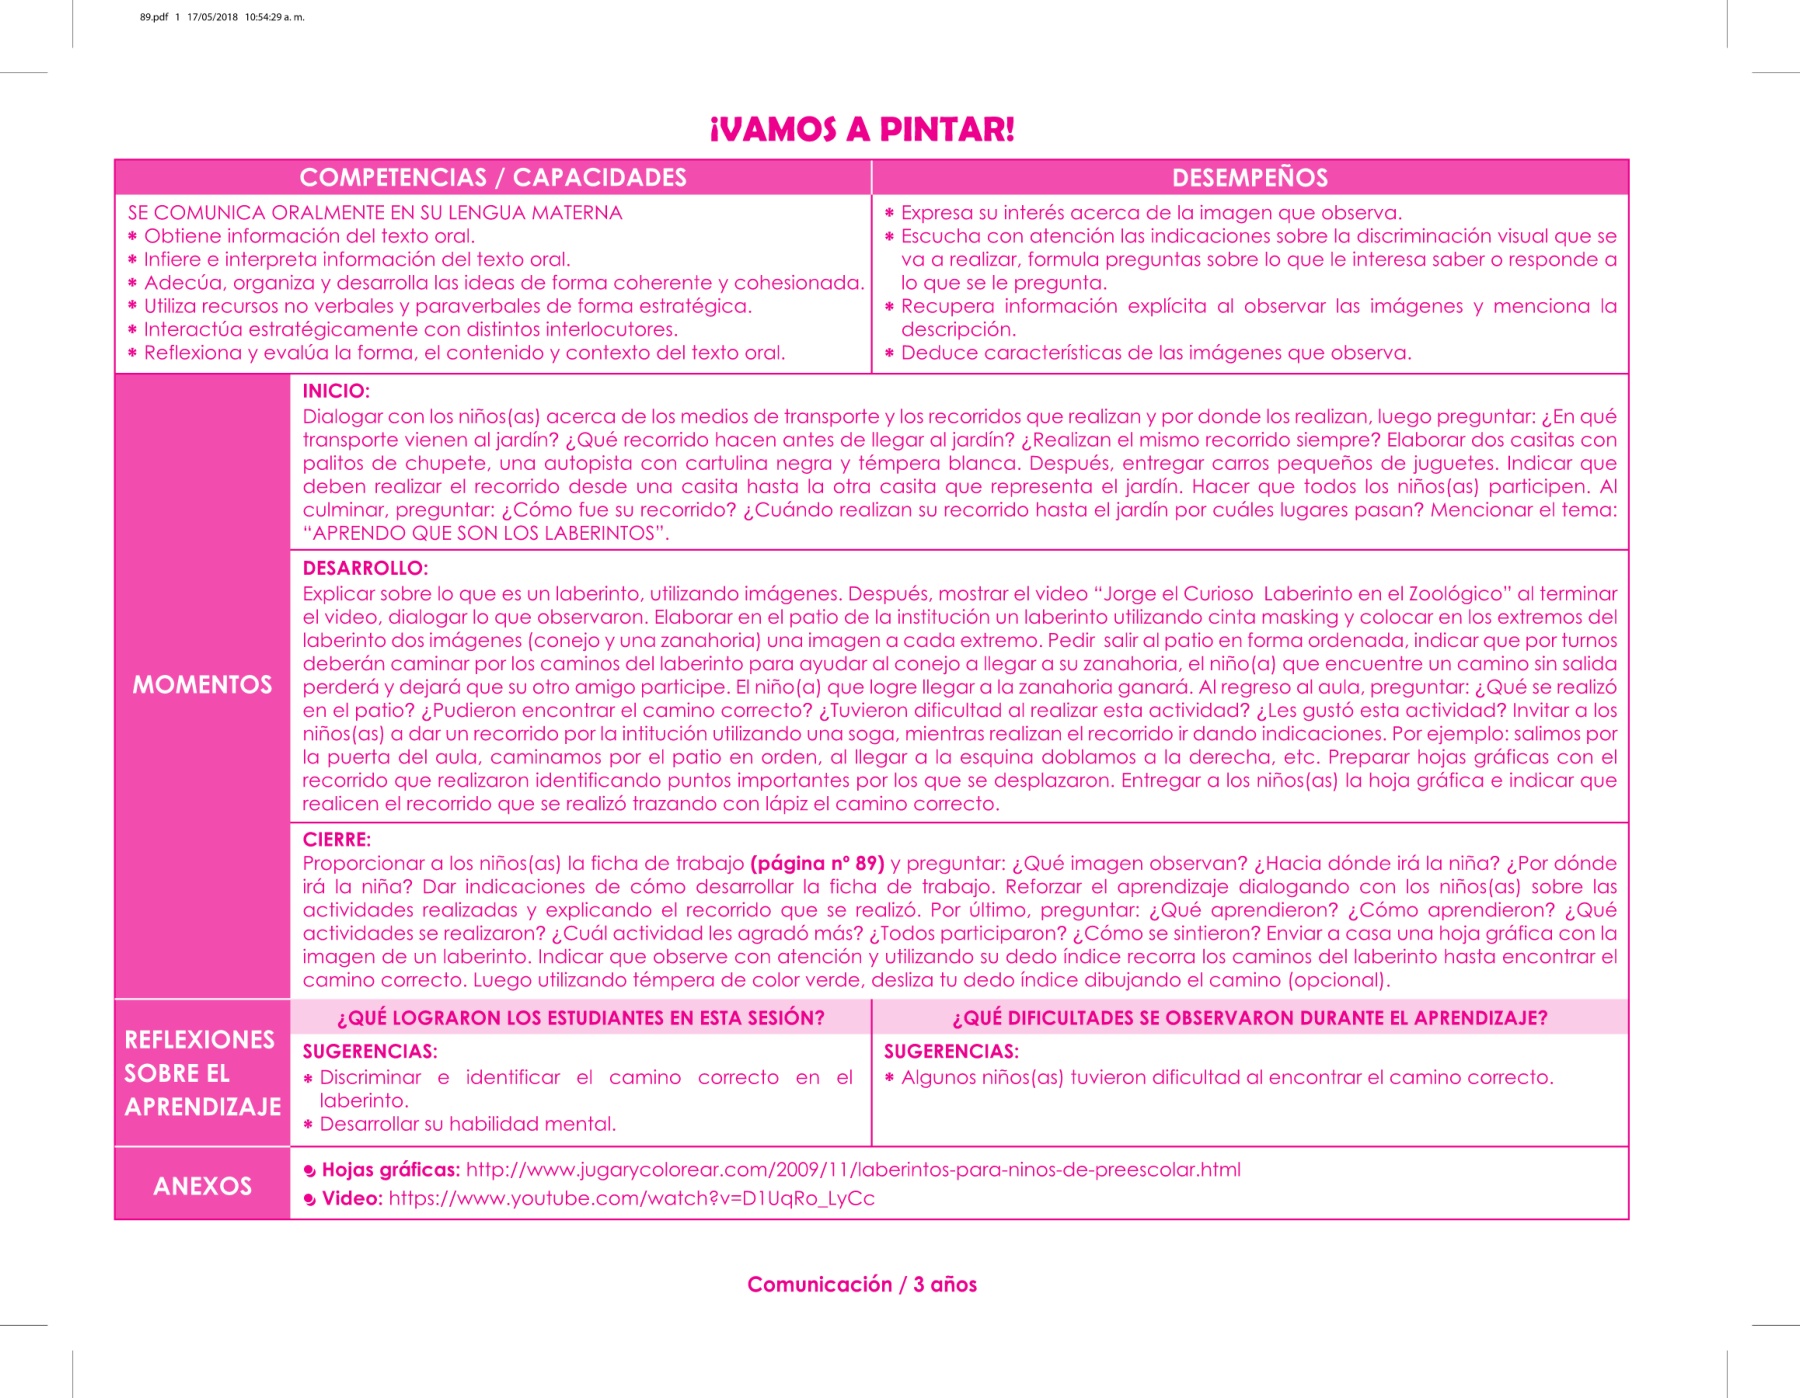 89.pdf   1   17/05/2018   10:54:29 a. m.
¡VAMOS A PINTAR!
COMPETENCIAS / CAPACIDADES
SE COMUNICA ORALMENTE EN SU LENGUA MATERNA
* Obtiene información del texto oral.
* Infiere e interpreta información del texto oral.
* Adecúa, organiza y desarrolla las ideas de forma coherente y cohesionada.
* Utiliza recursos no verbales y paraverbales de forma estratégica.
* Interactúa estratégicamente con distintos interlocutores.
* Reflexiona y evalúa la forma, el contenido y contexto del texto oral.
DESEMPEÑOS
* Expresa su interés acerca de la imagen que observa.
* Escucha con atención las indicaciones sobre la discriminación visual que se
va a realizar, formula preguntas sobre lo que le interesa saber o responde a
lo que se le pregunta.
* Recupera información explícita al observar las imágenes y menciona la
descripción.
* Deduce características de las imágenes que observa.
MOMENTOS
INICIO:
Dialogar con los niños(as) acerca de los medios de transporte y los recorridos que realizan y por donde los realizan, luego preguntar: ¿En qué
transporte vienen al jardín? ¿Qué recorrido hacen antes de llegar al jardín? ¿Realizan el mismo recorrido siempre? Elaborar dos casitas con
palitos de chupete, una autopista con cartulina negra y témpera blanca. Después, entregar carros pequeños de juguetes. Indicar que
deben realizar el recorrido desde una casita hasta la otra casita que representa el jardín. Hacer que todos los niños(as) participen. Al
culminar, preguntar: ¿Cómo fue su recorrido? ¿Cuándo realizan su recorrido hasta el jardín por cuáles lugares pasan? Mencionar el tema:
“APRENDO QUE SON LOS LABERINTOS”.
DESARROLLO:
Explicar sobre lo que es un laberinto, utilizando imágenes. Después, mostrar el video “Jorge el Curioso  Laberinto en el Zoológico” al terminar
el video, dialogar lo que observaron. Elaborar en el patio de la institución un laberinto utilizando cinta masking y colocar en los extremos del
laberinto dos imágenes (conejo y una zanahoria) una imagen a cada extremo. Pedir  salir al patio en forma ordenada, indicar que por turnos
deberán caminar por los caminos del laberinto para ayudar al conejo a llegar a su zanahoria, el niño(a) que encuentre un camino sin salida
perderá y dejará que su otro amigo participe. El niño(a) que logre llegar a la zanahoria ganará. Al regreso al aula, preguntar: ¿Qué se realizó
en el patio? ¿Pudieron encontrar el camino correcto? ¿Tuvieron dificultad al realizar esta actividad? ¿Les gustó esta actividad? Invitar a los
niños(as) a dar un recorrido por la intitución utilizando una soga, mientras realizan el recorrido ir dando indicaciones. Por ejemplo: salimos por
la puerta del aula, caminamos por el patio en orden, al llegar a la esquina doblamos a la derecha, etc. Preparar hojas gráficas con el
recorrido que realizaron identificando puntos importantes por los que se desplazaron. Entregar a los niños(as) la hoja gráfica e indicar que
realicen el recorrido que se realizó trazando con lápiz el camino correcto.
CIERRE:
Proporcionar a los niños(as) la ficha de trabajo (página nº 89) y preguntar: ¿Qué imagen observan? ¿Hacia dónde irá la niña? ¿Por dónde
irá la niña? Dar indicaciones de cómo desarrollar la ficha de trabajo. Reforzar el aprendizaje dialogando con los niños(as) sobre las
actividades realizadas y explicando el recorrido que se realizó. Por último, preguntar: ¿Qué aprendieron? ¿Cómo aprendieron? ¿Qué
actividades se realizaron? ¿Cuál actividad les agradó más? ¿Todos participaron? ¿Cómo se sintieron? Enviar a casa una hoja gráfica con la
imagen de un laberinto. Indicar que observe con atención y utilizando su dedo índice recorra los caminos del laberinto hasta encontrar el
camino correcto. Luego utilizando témpera de color verde, desliza tu dedo índice dibujando el camino (opcional).
REFLEXIONES
SOBRE EL
APRENDIZAJE
¿QUÉ LOGRARON LOS ESTUDIANTES EN ESTA SESIÓN?
SUGERENCIAS:
* Discriminar e identificar el camino correcto en el
laberinto.
* Desarrollar su habilidad mental.
¿QUÉ DIFICULTADES SE OBSERVARON DURANTE EL APRENDIZAJE?
SUGERENCIAS:
* Algunos niños(as) tuvieron dificultad al encontrar el camino correcto.
ANEXOS
Hojas gráficas: http://www.jugarycolorear.com/2009/11/laberintos-para-ninos-de-preescolar.html
Video: https://www.youtube.com/watch?v=D1UqRo_LyCc
Comunicación / 3 años